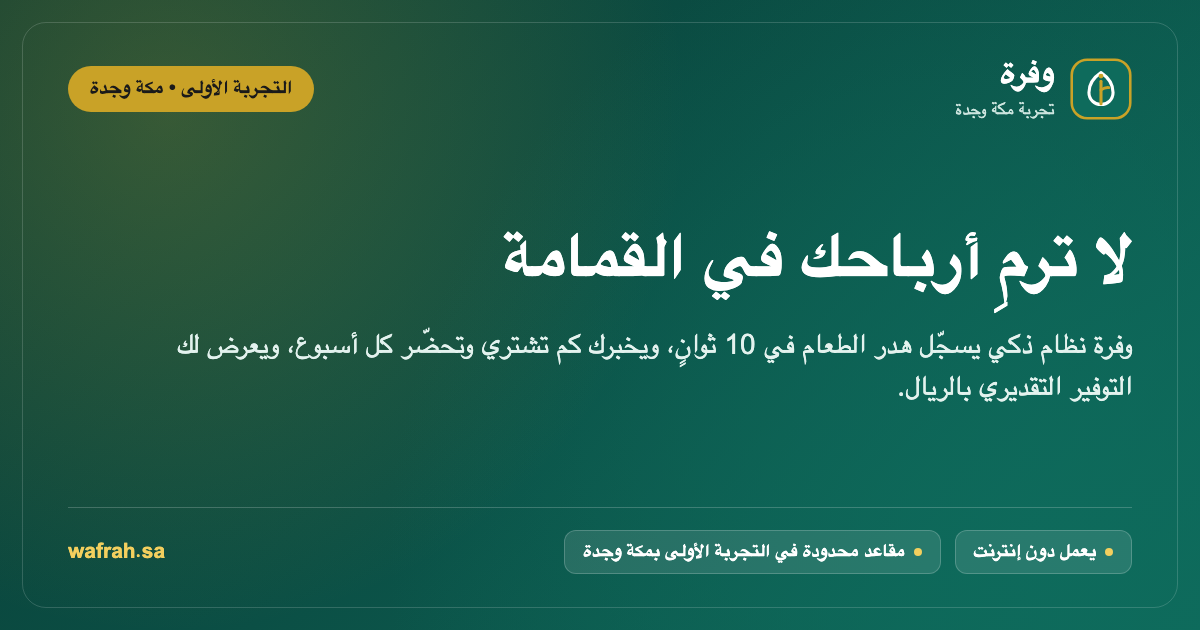 وفرة
تجربة مكة وجدة
التجربة الأولى • مكة وجدة
لا ترمِ أرباحك في القمامة
وفرة نظام ذكي يسجّل هدر الطعام في 10 ثوانٍ، ويخبرك كم تشتري وتحضّر كل أسبوع، ويعرض لك
التوفير التقديري بالريال.
يعمل دون إنترنت
مقاعد محدودة في التجربة الأولى بمكة وجدة
wafrah.sa